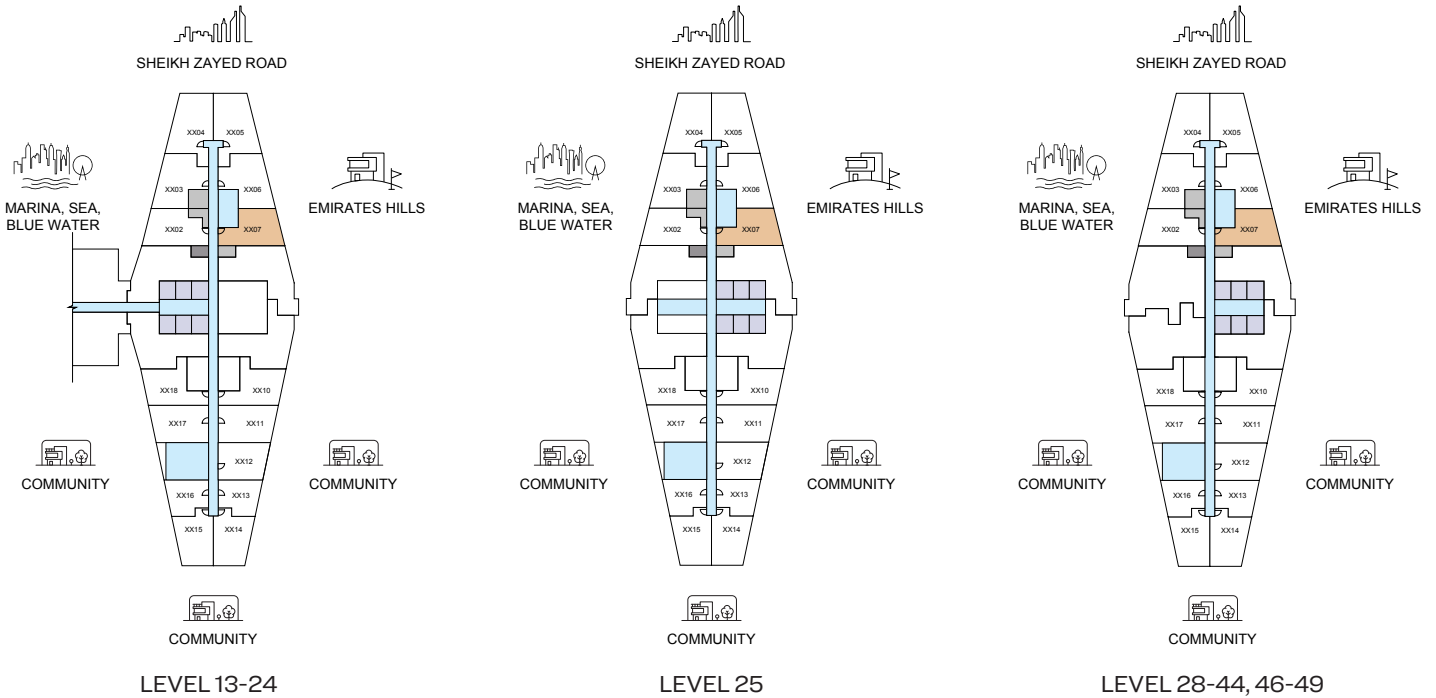 SHEIKH ZAYED ROAD
XX04
XX05
XX03
XX06
MARINA, SEA,
BLUE WATER
EMIRATES HILLS
XX02
XX07
XX18
XX10
XX17
XX11
XX12
COMMUNITY
COMMUNITY
XX16
XX13
XX15
XX14
COMMUNITY
LEVEL 13-24
SHEIKH ZAYED ROAD
XX04
XX05
XX03
XX06
MARINA, SEA,
BLUE WATER
EMIRATES HILLS
XX02
XX07
XX18
XX10
XX17
XX11
XX12
COMMUNITY
COMMUNITY
XX16
XX13
XX15
XX14
COMMUNITY
LEVEL 25
SHEIKH ZAYED ROAD
XX04
XX05
XX03
XX06
MARINA, SEA,
BLUE WATER
EMIRATES HILLS
XX02
XX07
XX18
XX10
XX17
XX11
XX12
COMMUNITY
COMMUNITY
XX16
XX13
XX15
XX14
COMMUNITY
LEVEL 28-44, 46-49